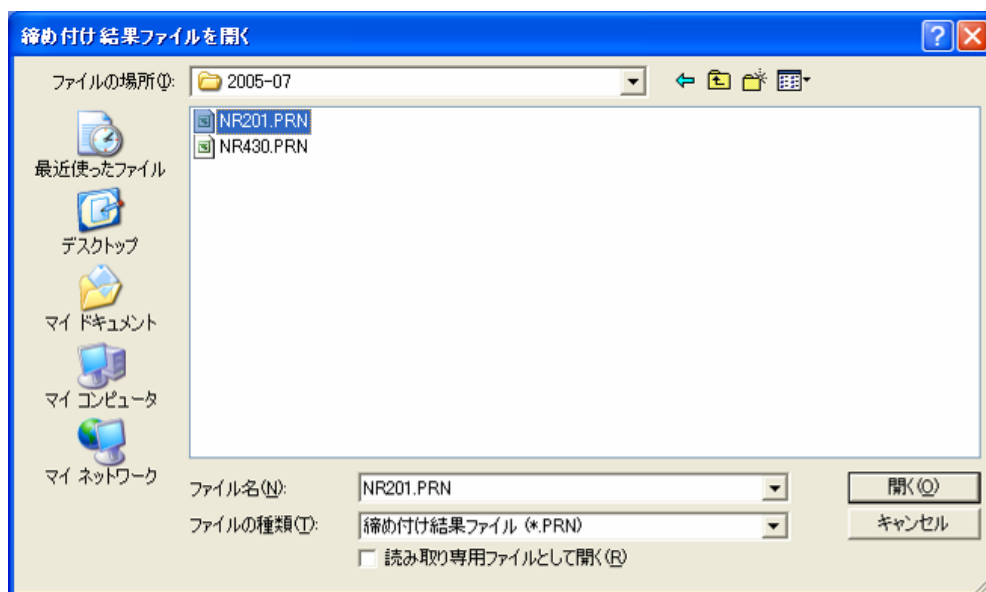 締め付け結果ファイルを開く
ファイルの場所(I): 2005-07
NR201.PRN
NR430.PRN
最近使ったファイル
デスクトップ
マイ ドキュメント
マイ コンピュータ
マイ ネットワーク
ファイル名(N): NR201.PRN 開く(O)
ファイルの種類(T): 締め付け結果ファイル (*.PRN) キャンセル
読み取り専用ファイルとして開く(R)